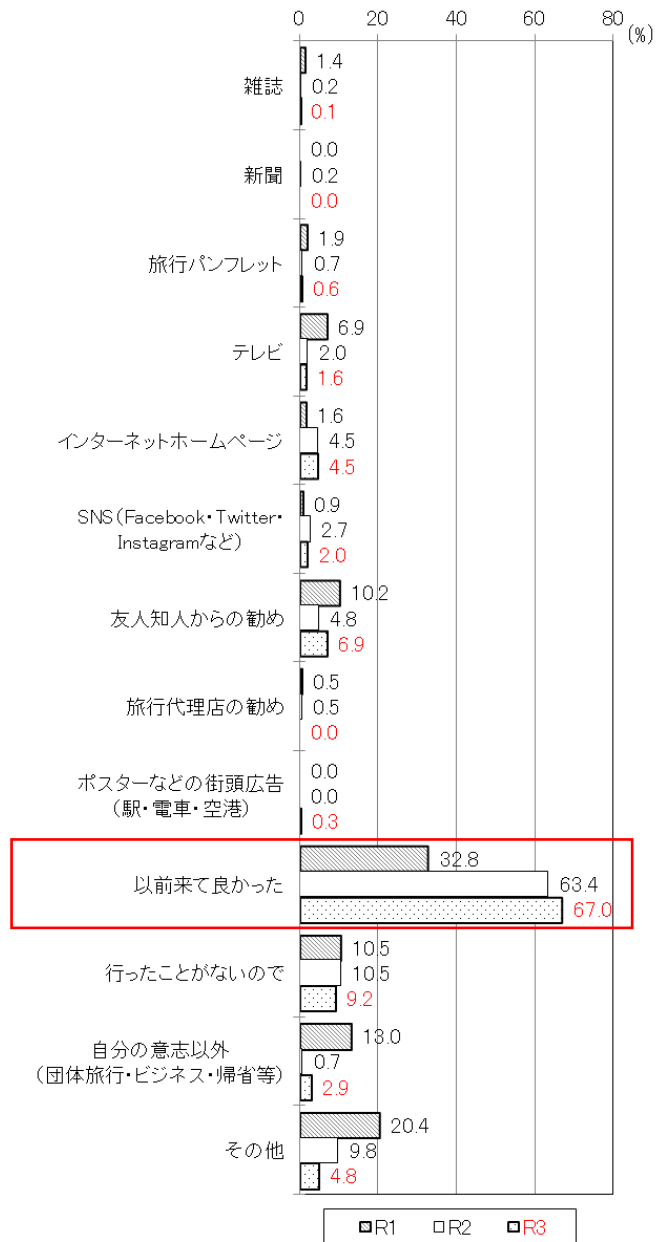 0 20 40 60 80
(%)
雑誌
1.4
0.2
0.1
新聞
0.0
0.2
0.0
旅行パンフレット
1.9
0.7
0.6
テレビ
6.9
2.0
1.6
インターネットホームページ
1.6
4.5
4.5
SNS(Facebook・Twitter・
Instagramなど)
0.9
2.7
2.0
友人知人からの勧め
10.2
4.8
6.9
旅行代理店の勧め
0.5
0.5
0.0
ポスターなどの街頭広告
(駅・電車・空港)
0.0
0.0
0.3
以前来て良かった
32.8
63.4
67.0
行ったことがないので
10.5
10.5
9.2
自分の意志以外
(団体旅行・ビジネス・帰省等)
13.0
0.7
2.9
その他
20.4
9.8
4.8
R1 R2 R3